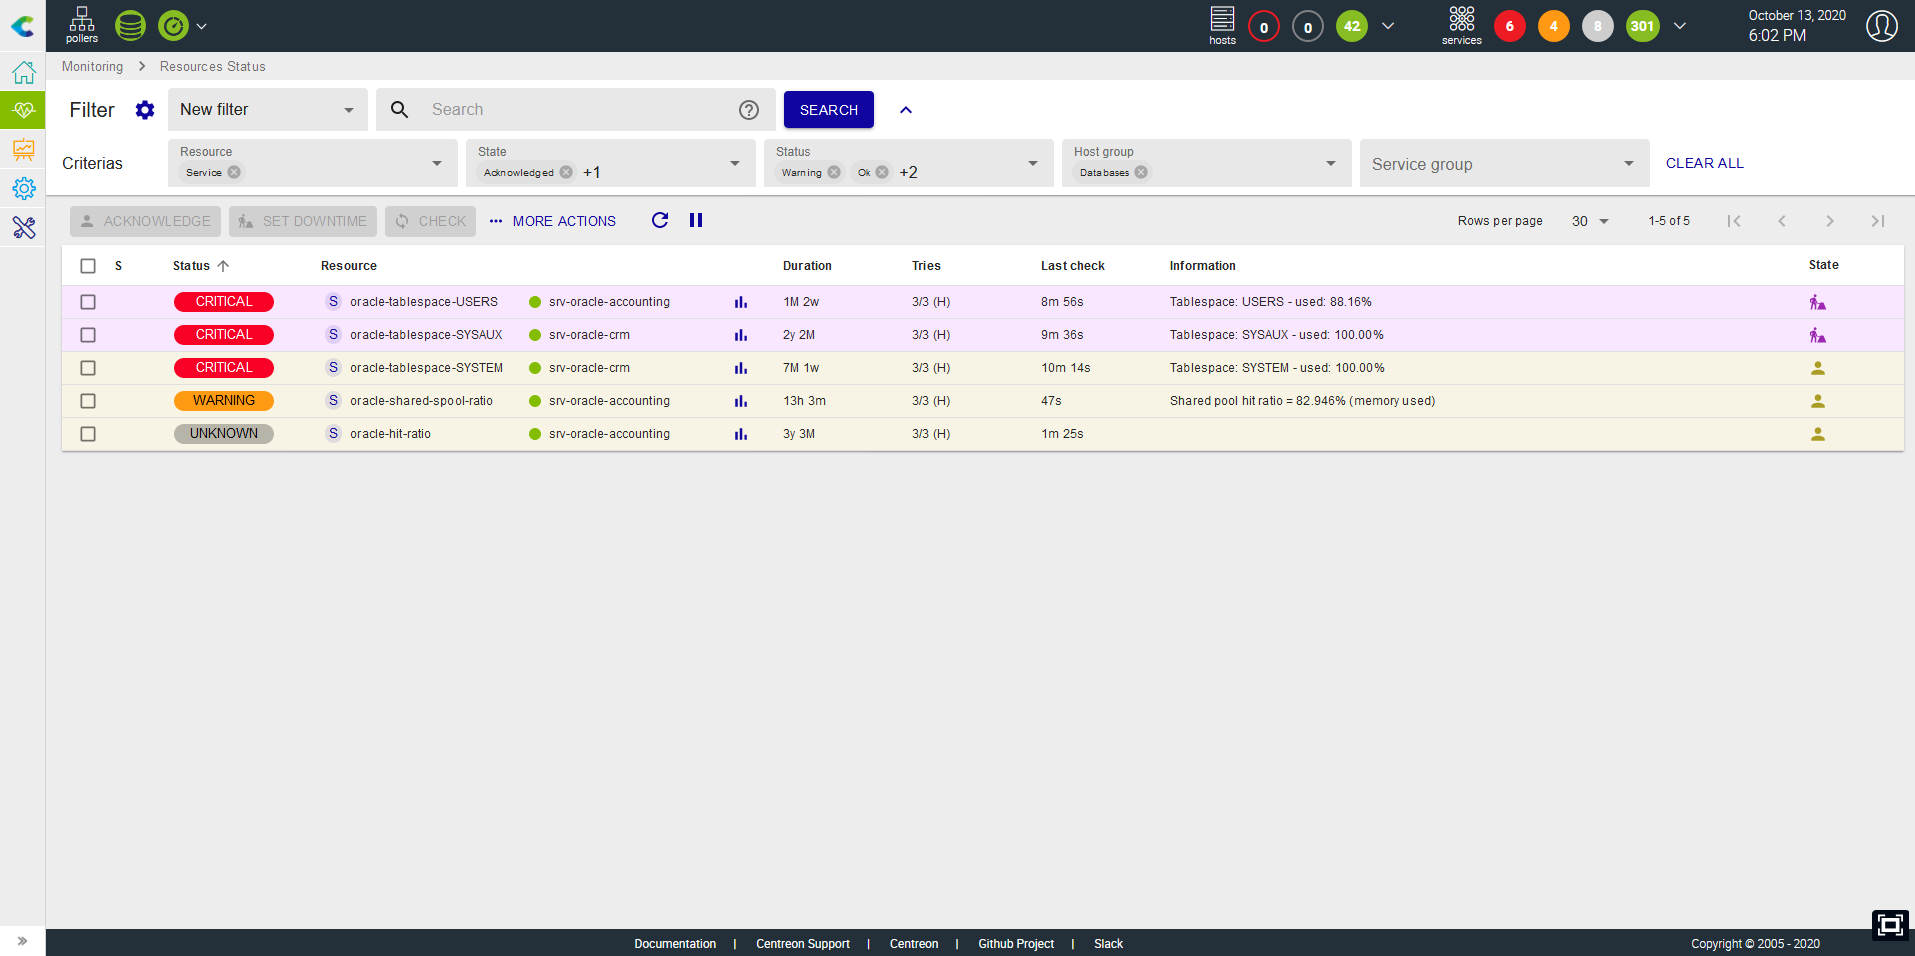 pollers
hosts 0 0 42
services 6 4 8 301
October 13, 2020
6:02 PM
Monitoring Resources Status
Filter New filter Search SEARCH
Criterias
Resource
Service
State
Acknowledged +1
Status
Warning Ok +2
Host group
Databases
Service group
CLEAR ALL
ACKNOWLEDGE SET DOWNTIME CHECK MORE ACTIONS Rows per page 30 1-5 of 5
S Status Resource Duration Tries Last check Information State
CRITICAL S oracle-tablespace-USERS srv-oracle-accounting 1M 2w 3/3 (H) 8m 56s Tablespace: USERS - used: 88.16%
CRITICAL S oracle-tablespace-SYSAUX srv-oracle-crm 2y 2M 3/3 (H) 9m 36s Tablespace: SYSAUX - used: 100.00%
CRITICAL S oracle-tablespace-SYSTEM srv-oracle-crm 7M 1w 3/3 (H) 10m 14s Tablespace: SYSTEM - used: 100.00%
WARNING S oracle-shared-spool-ratio srv-oracle-accounting 13h 3m 3/3 (H) 47s Shared pool hit ratio = 82.946% (memory used)
UNKNOWN S oracle-hit-ratio srv-oracle-accounting 3y 3M 3/3 (H) 1m 25s
Documentation | Centreon Support | Centreon | Github Project | Slack Copyright © 2005 - 2020